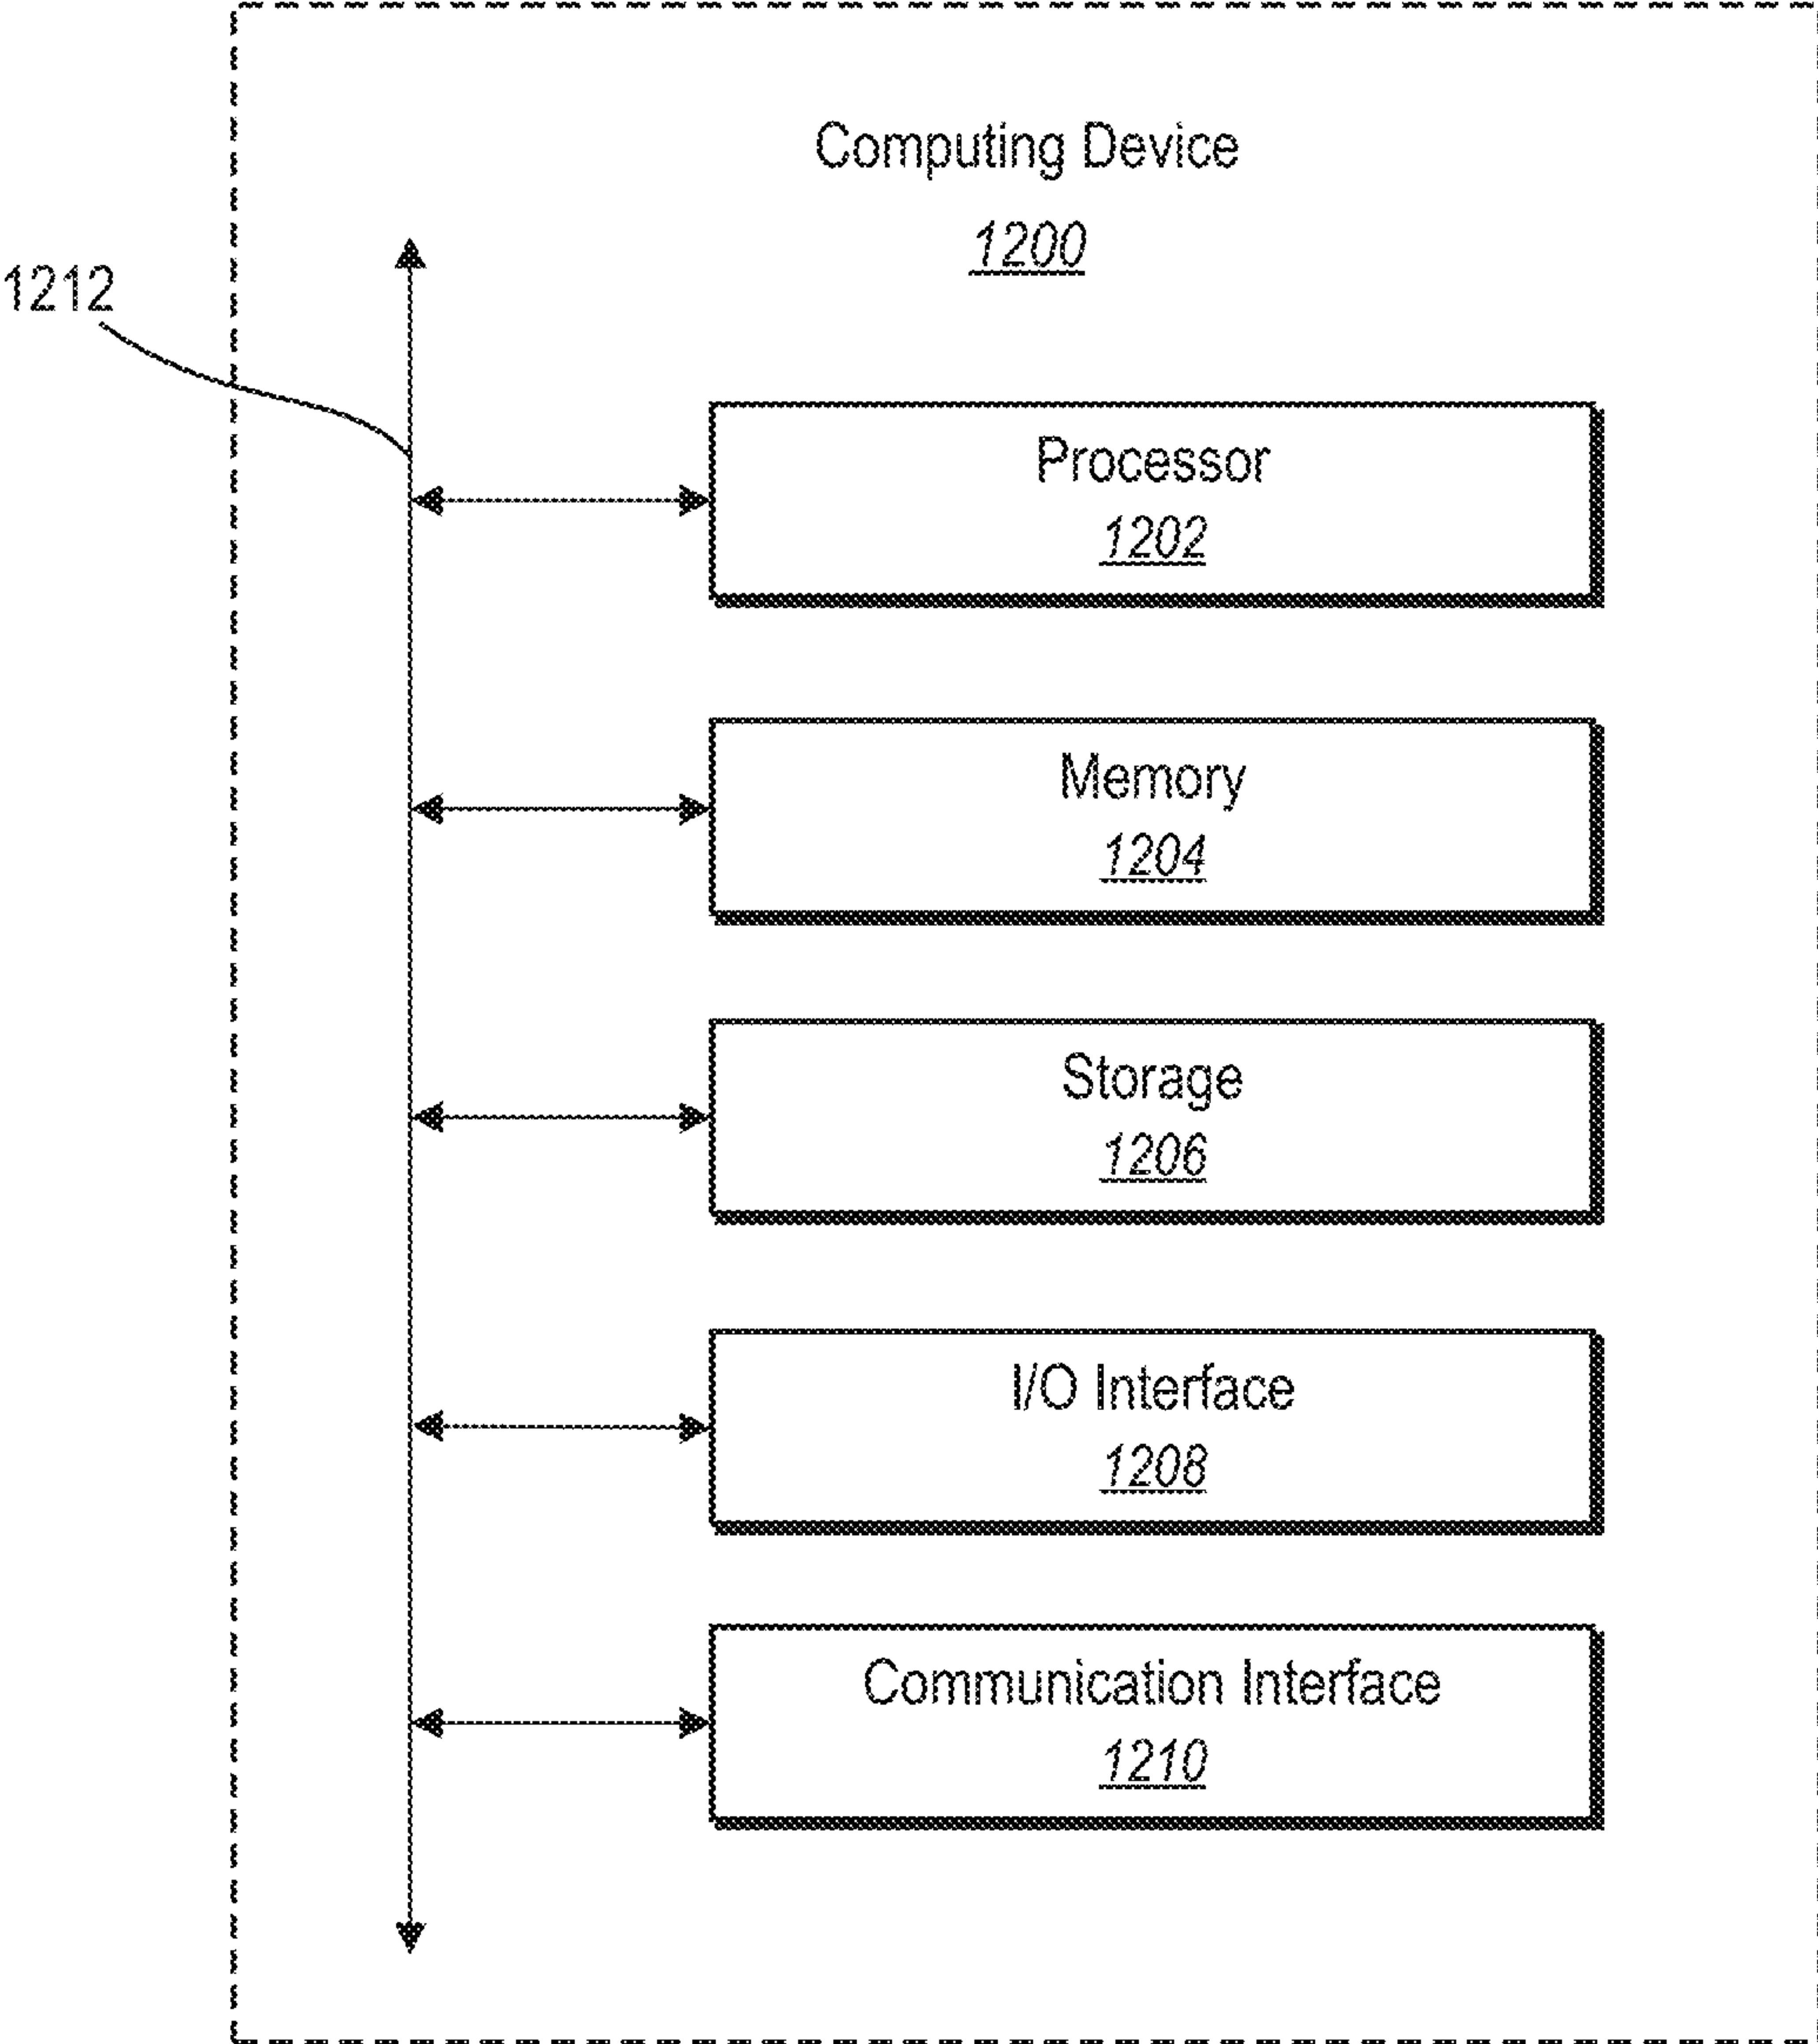 Computing Device
1200
1212
Processor
1202
Memory
1204
Storage
1206
I/O Interface
1208
Communication Interface
1210